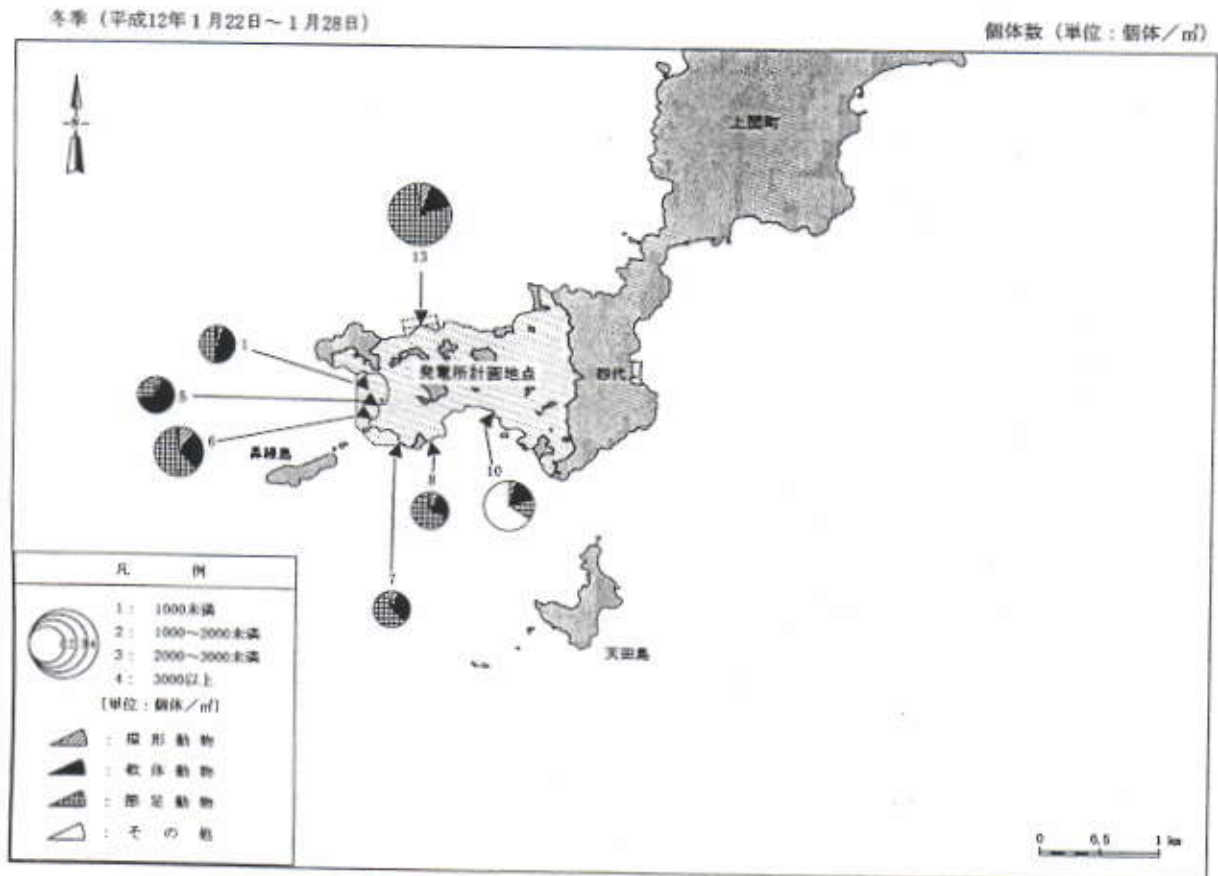 冬季（平成12年1月22日～1月28日）
個体数（単位：個体／㎡）
N
上関町
13
1
発電所計画地点
四代
5
6
鼻繰島
10
8
7
天田島
凡例
1： 1000未満
2： 1000～2000未満
3： 2000～3000未満
4： 3000以上
[単位：個体／㎡]
：環形動物
：軟体動物
：節足動物
：その他
0 0.5 1 km